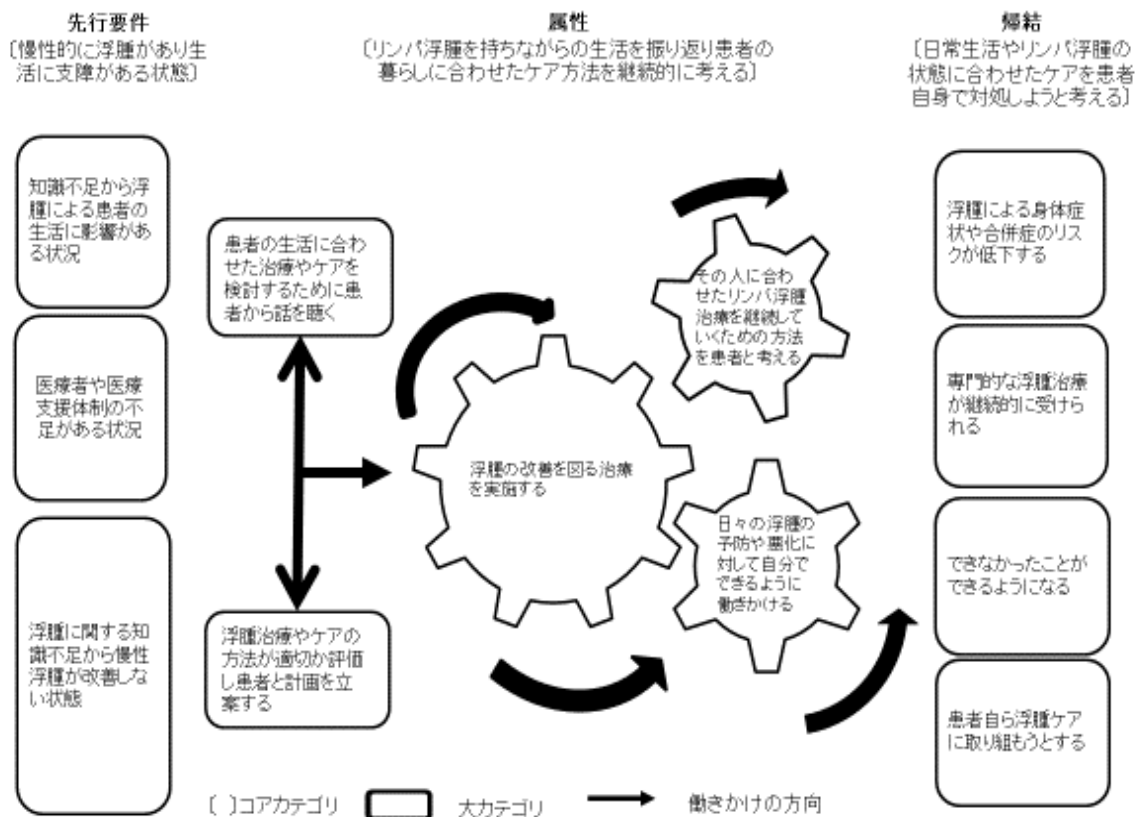 先行要件
〔慢性的に浮腫があり生
活に支障がある状態〕
属性
〔リンパ浮腫を持ちながらの生活を振り返り患者の
暮らしに合わせたケア方法を継続的に考える〕
帰結
〔日常生活やリンパ浮腫の
状態に合わせたケアを患者
自身で対処しようと考える〕
知識不足から浮
腫による患者の
生活に影響があ
る状況
医療者や医療
支援体制の不
足がある状況
浮腫に関する知
識不足から慢性
浮腫が改善しな
い状態
患者の生活に合わ
せた治療やケアを
検討するために患
者から話を聴く
浮腫治療やケアの
方法が適切か評価
し患者と計画を立
案する
浮腫の改善を図る治療
を実施する
その人に合わ
せたリンパ浮腫
治療を継続して
いくための方法
を患者と考える
日々の浮腫の
予防や悪化に
対して自分で
できるように
働きかける
浮腫による身体症
状や合併症のリス
クが低下する
専門的な浮腫治療
が継続的に受けら
れる
できなかったことが
できるようになる
患者自ら浮腫ケア
に取り組もうとする
〔 〕コアカテゴリ 大カテゴリ 働きかけの方向